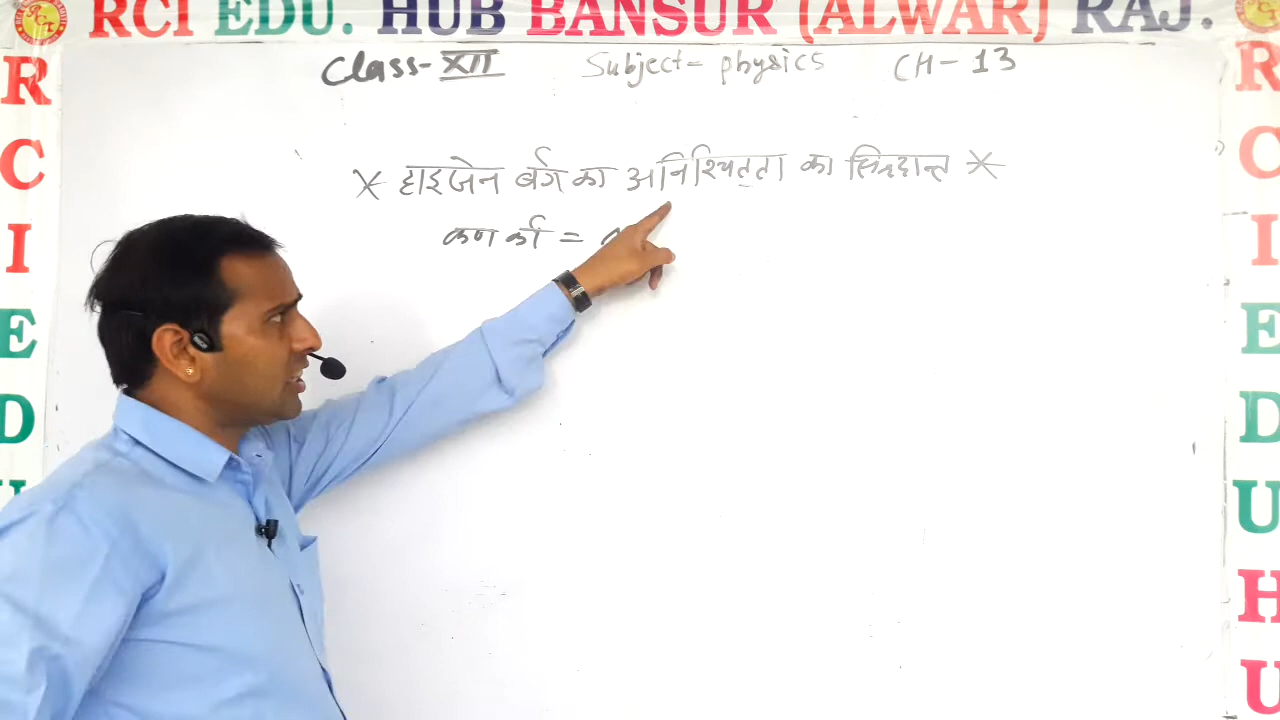 RCI EDU. HUB BANSUR (ALWAR) RAJ.
Class-XII Subject= physics CH-13
* हाइजेन बर्ग का अनिश्चितता का सिद्धान्त *
कण की =
R
C
I
E
D
U
R
C
I
E
D
U
H
U